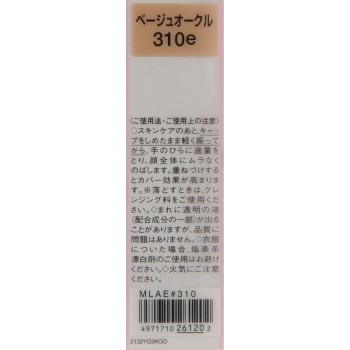 ベージュオークル
310e
〈ご使用法・ご使用上の注意〉
○スキンケアのあと、キャッ
プをしめたまま軽く振って
から、手のひらに適量を
とり、顔全体にムラなく
のばします。重ねづけする
とカバー効果が高まりま
す。※落とすときは、クレ
ンジング料をご使用くださ
い。○まれに透明の液
(配合成分の一部)が出る
ことがありますが、品質に
問題はありません。○衣服
についた場合、塩素系
漂白剤のご使用はお避け
ください。○火気にご注意
ください。
MLAE#310
4971710 26120 2
2132YO3KOO